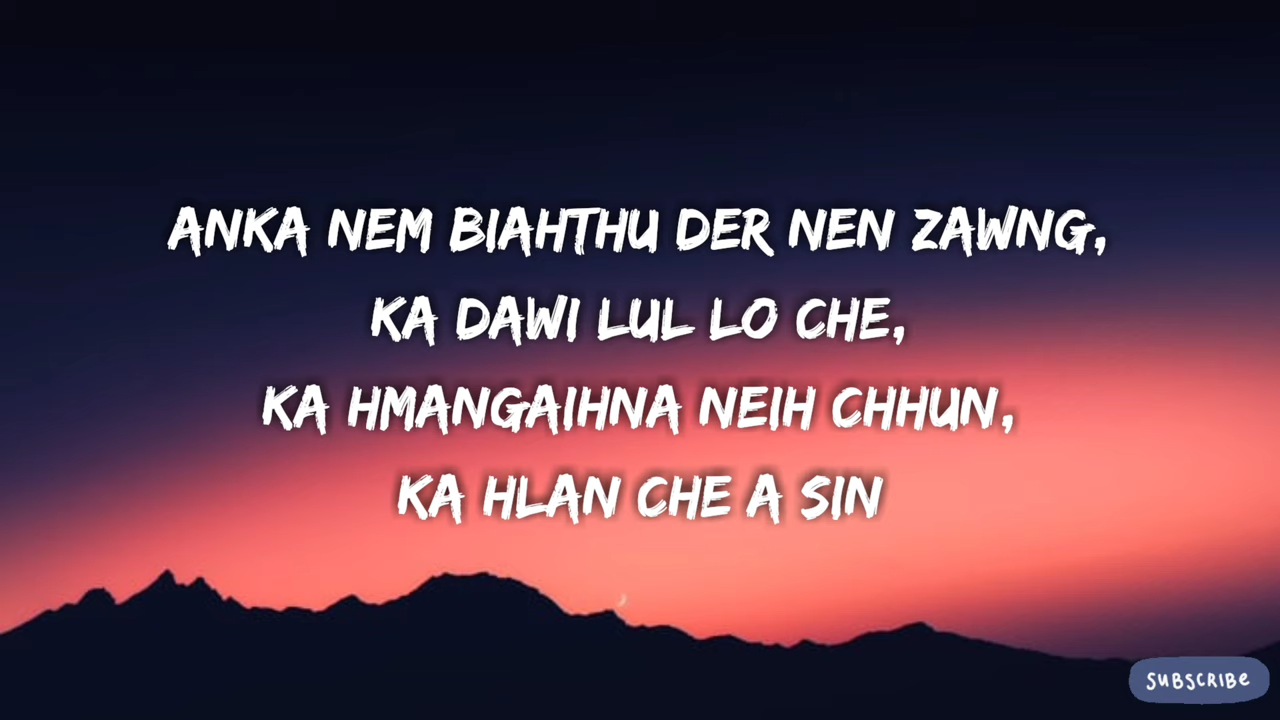 ANKA NEM BIAHTHU DER NEN ZAWNG,
KA DAWI LUL LO CHE,
KA HMANGAIHNA NEIH CHHUN,
KA HLAN CHE A SIN
SUBSCRIBE